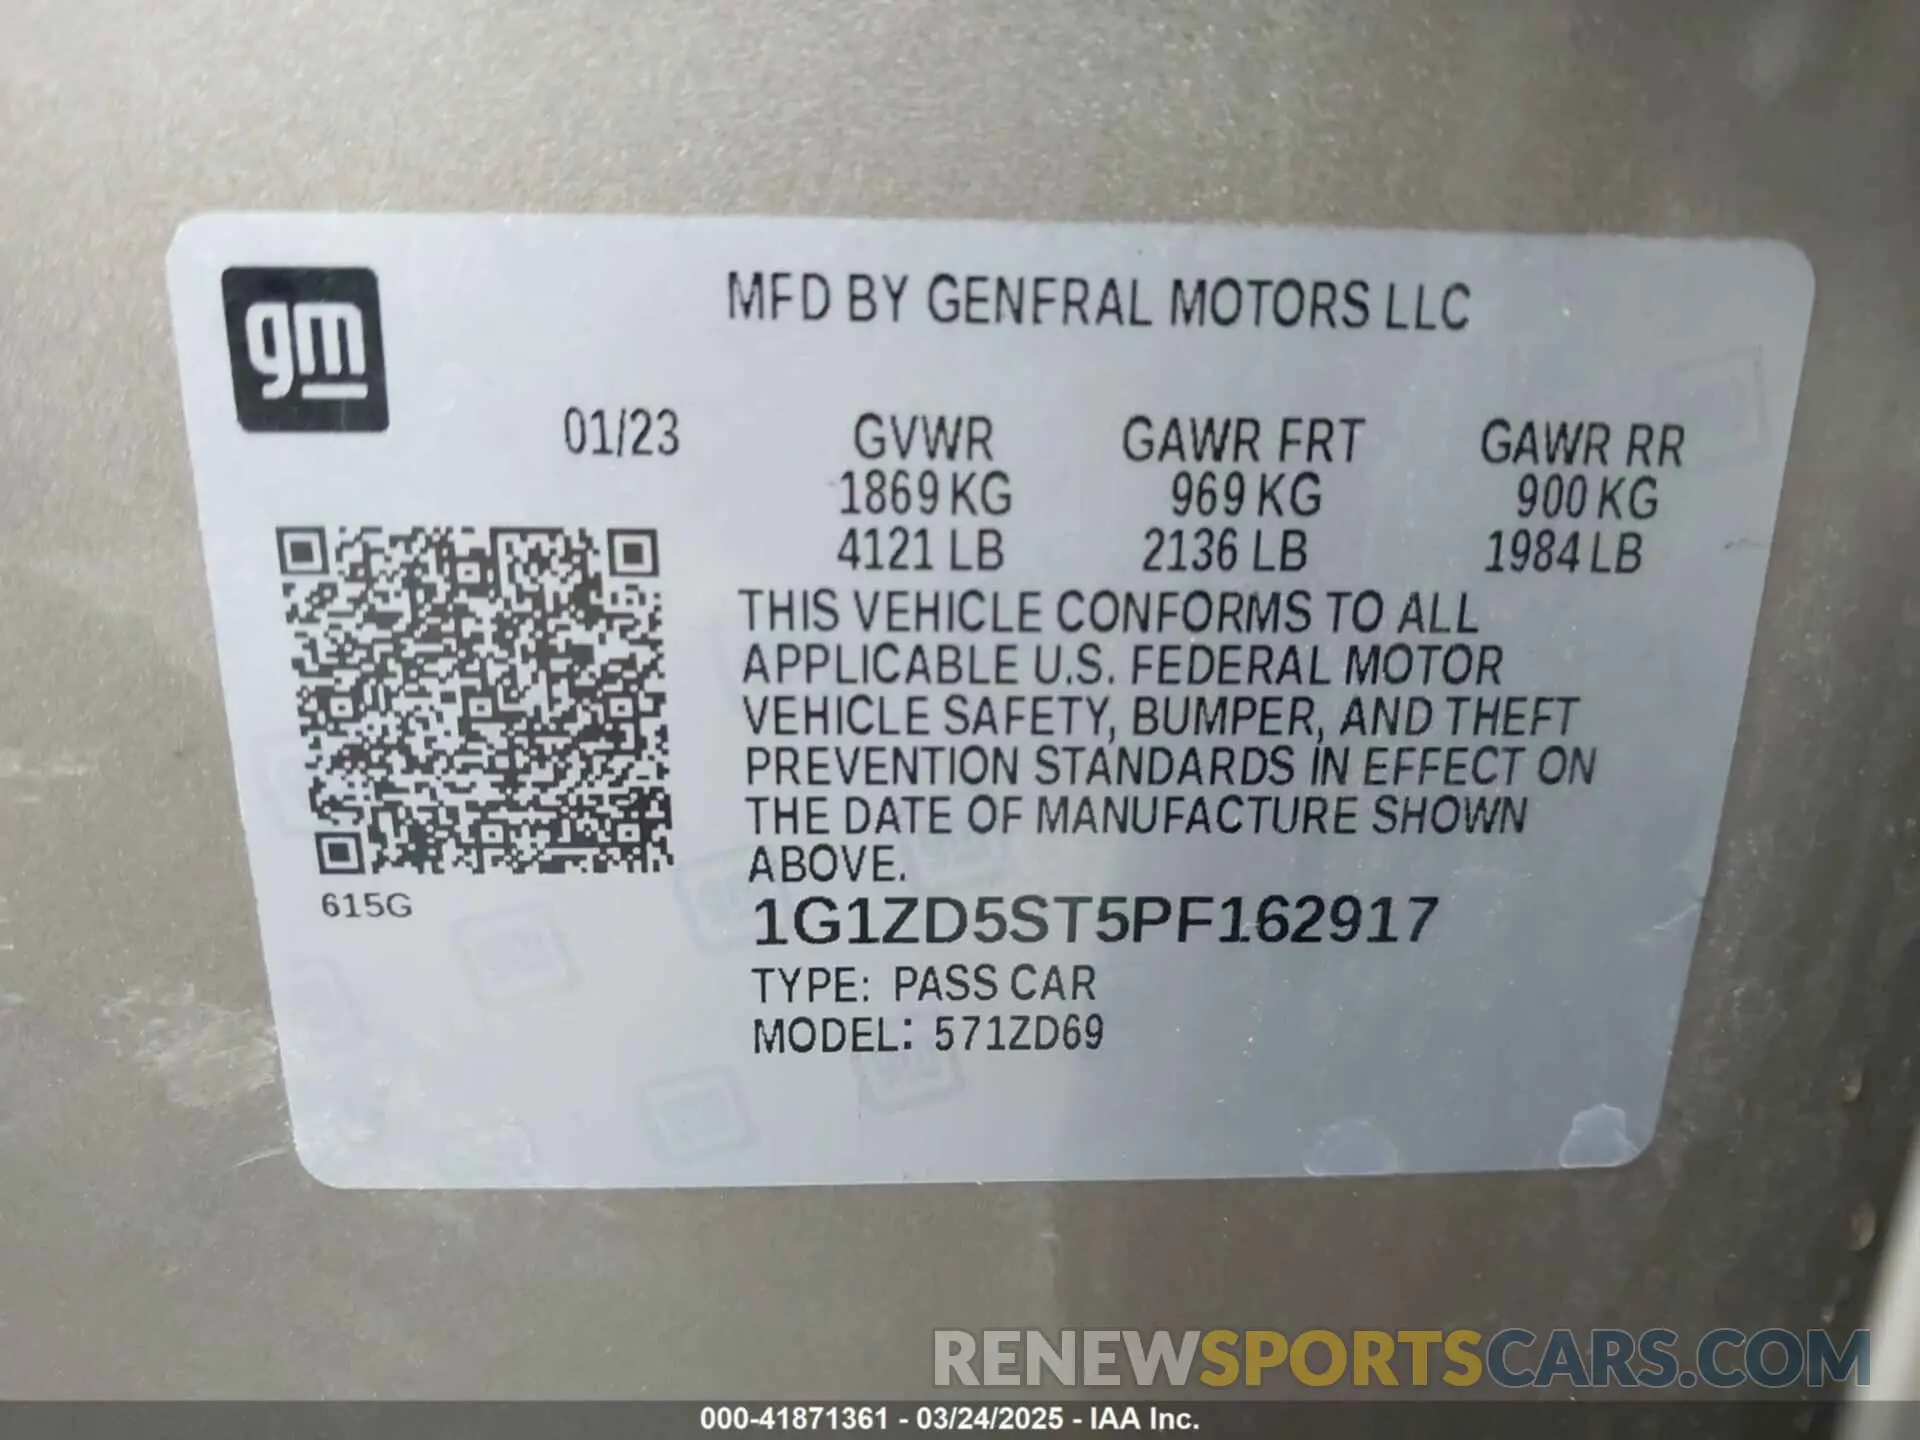 gm
MFD BY GENFRAL MOTORS LLC
01/23 GVWR GAWR FRT GAWR RR
1869 KG 969 KG 900 KG
4121 LB 2136 LB 1984 LB
THIS VEHICLE CONFORMS TO ALL
APPLICABLE U.S. FEDERAL MOTOR
VEHICLE SAFETY, BUMPER, AND THEFT
PREVENTION STANDARDS IN EFFECT ON
THE DATE OF MANUFACTURE SHOWN
ABOVE.
615G
1G1ZD5ST5PF162917
TYPE: PASS CAR
MODEL: 571ZD69
RENEWSPORTSCARS.COM
000-41871361 - 03/24/2025 - IAA Inc.